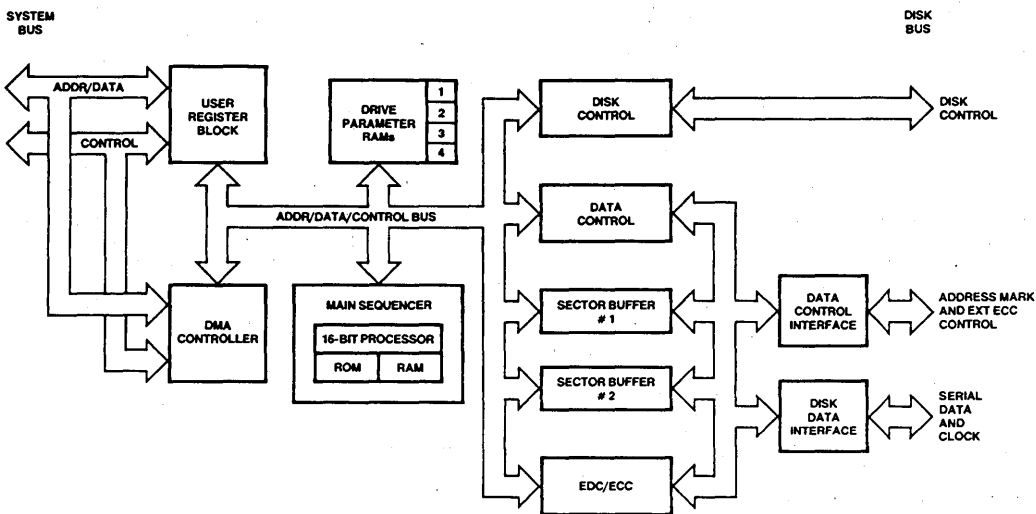 SYSTEM
BUS
DISK
BUS
ADDR/DATA
CONTROL
USER
REGISTER
BLOCK
DRIVE
PARAMETER
RAMs
1
2
3
4
DISK
CONTROL
DISK
CONTROL
ADDR/DATA/CONTROL BUS
DATA
CONTROL
DMA
CONTROLLER
MAIN SEQUENCER
16-BIT PROCESSOR
ROM
RAM
SECTOR BUFFER
# 1
DATA
CONTROL
INTERFACE
ADDRESS MARK
AND EXT ECC
CONTROL
SECTOR BUFFER
# 2
DISK
DATA
INTERFACE
SERIAL
DATA
AND
CLOCK
EDC/ECC